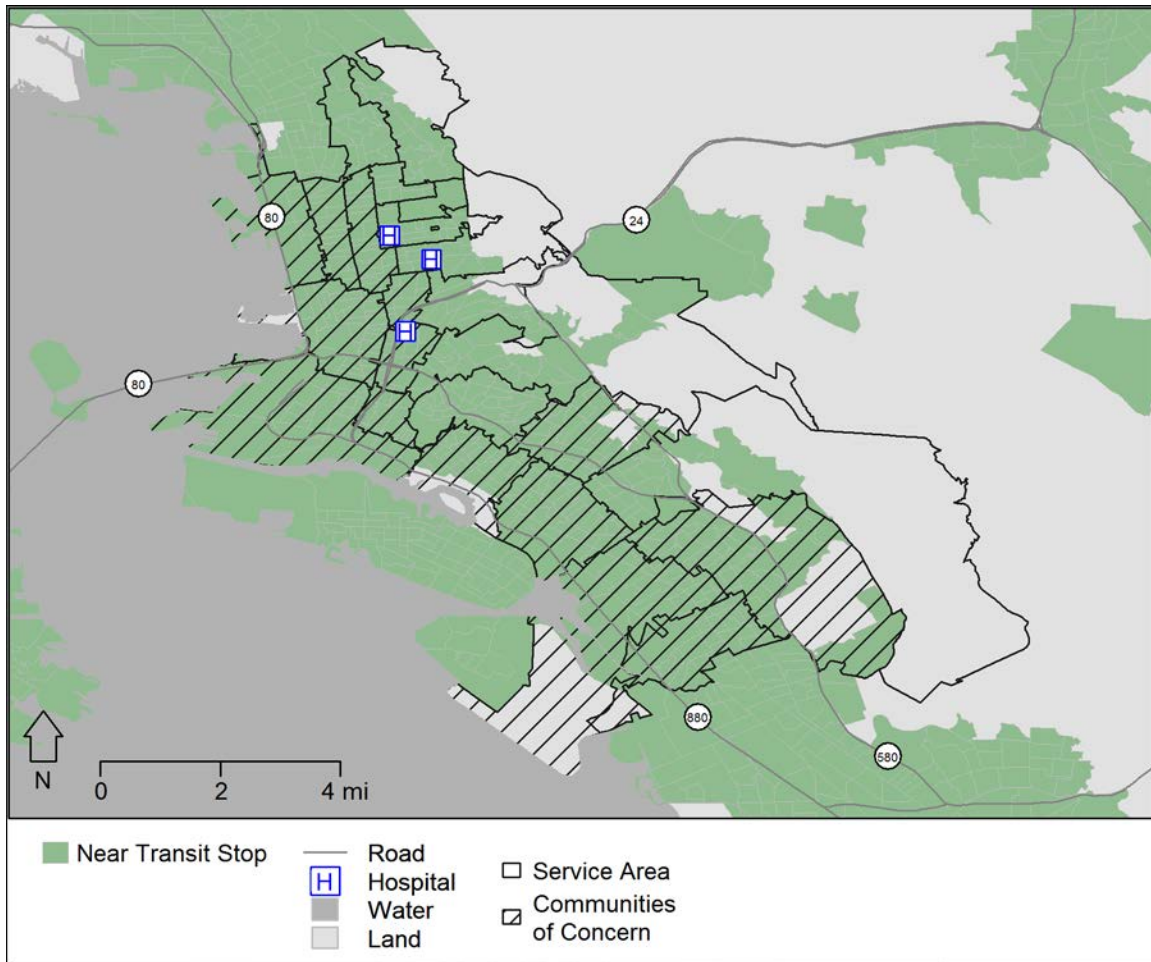 80
24
H
H
H
80
N
0 2 4 mi
880
580
Near Transit Stop
Road
H Hospital
Water
Land
Service Area
Communities
of Concern